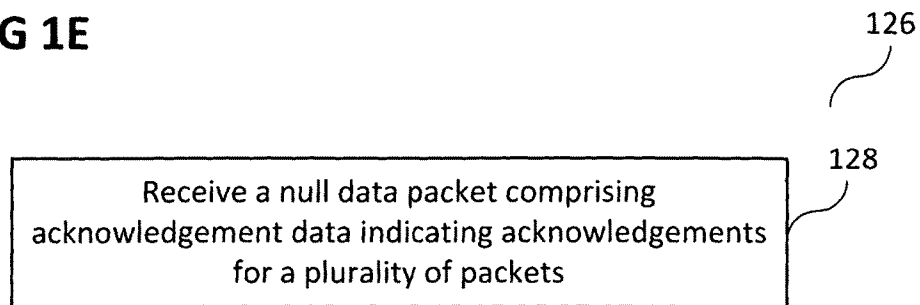 G 1E
126
128
Receive a null data packet comprising
acknowledgement data indicating acknowledgements
for a plurality of packets